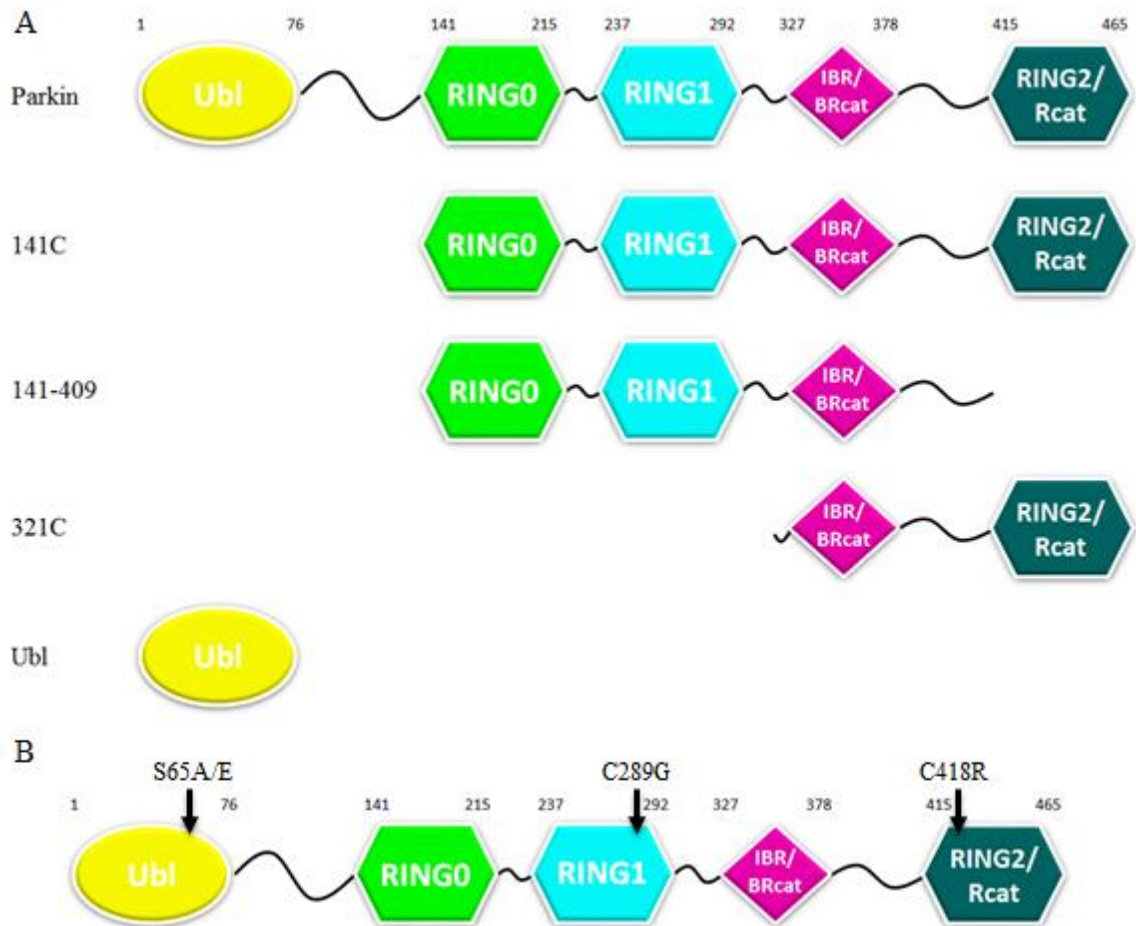 A
1 76 141 215 237 292 327 378 415 465
Parkin
Ubl
RING0
RING1
IBR/
BRcat
RING2/
Rcat
141C
RING0
RING1
IBR/
BRcat
RING2/
Rcat
141-409
RING0
RING1
IBR/
BRcat
321C
IBR/
BRcat
RING2/
Rcat
Ubl
Ubl
B
S65A/E C289G C418R
1 76 141 215 237 292 327 378 415 465
Ubl
RING0
RING1
IBR/
BRcat
RING2/
Rcat